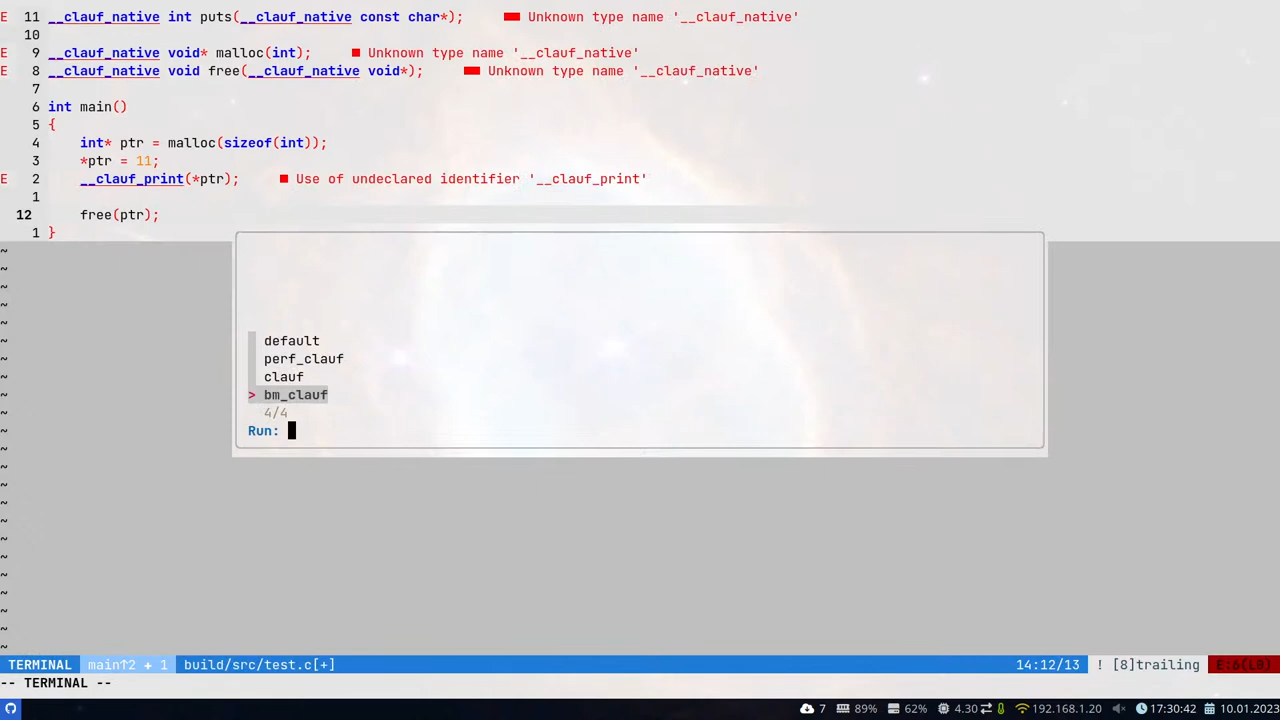 E 11 __clauf_native int puts(__clauf_native const char*); Unknown type name '__clauf_native'
10
E 9 __clauf_native void* malloc(int); Unknown type name '__clauf_native'
E 8 __clauf_native void free(__clauf_native void*); Unknown type name '__clauf_native'
7
6 int main()
5 {
4 int* ptr = malloc(sizeof(int));
3 *ptr = 11;
E 2 __clauf_print(*ptr); Use of undeclared identifier '__clauf_print'
1
12 free(ptr);
1 }
~
~
~
~
~
default
~
perf_clauf
~
clauf
~
> bm_clauf
~
4/4
~
Run:
~
~
~
~
~
~
~
~
~
~
~
~
TERMINAL main↑2 + 1 build/src/test.c[+] 14:12/13 ! [8]trailing E:6(L0)
-- TERMINAL --
7 89% 62% 4.30 192.168.1.20 17:30:42 10.01.2023